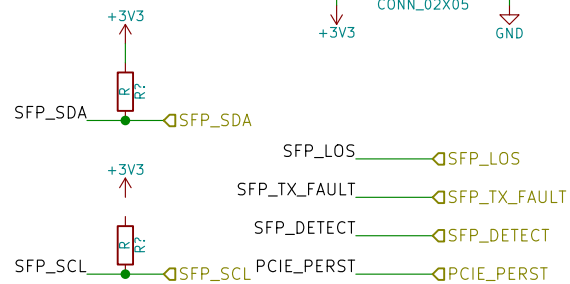 CONN_02X05
+3V3
+3V3
GND
R
R?
SFP_SDA
SFP_SDA
SFP_LOS
SFP_LOS
+3V3
SFP_TX_FAULT
SFP_TX_FAULT
R
R?
SFP_DETECT
SFP_DETECT
SFP_SCL
SFP_SCL
PCIE_PERST
PCIE_PERST